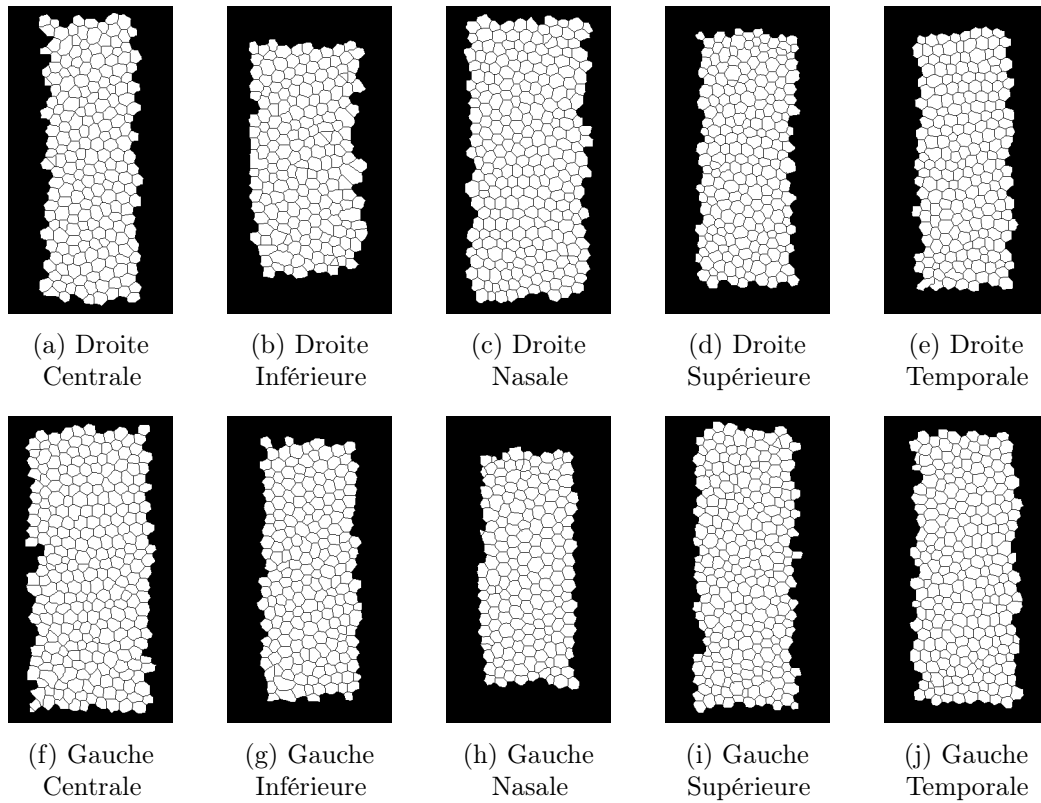 (a) Droite
Centrale
(b) Droite
Inférieure
(c) Droite
Nasale
(d) Droite
Supérieure
(e) Droite
Temporale
(f) Gauche
Centrale
(g) Gauche
Inférieure
(h) Gauche
Nasale
(i) Gauche
Supérieure
(j) Gauche
Temporale